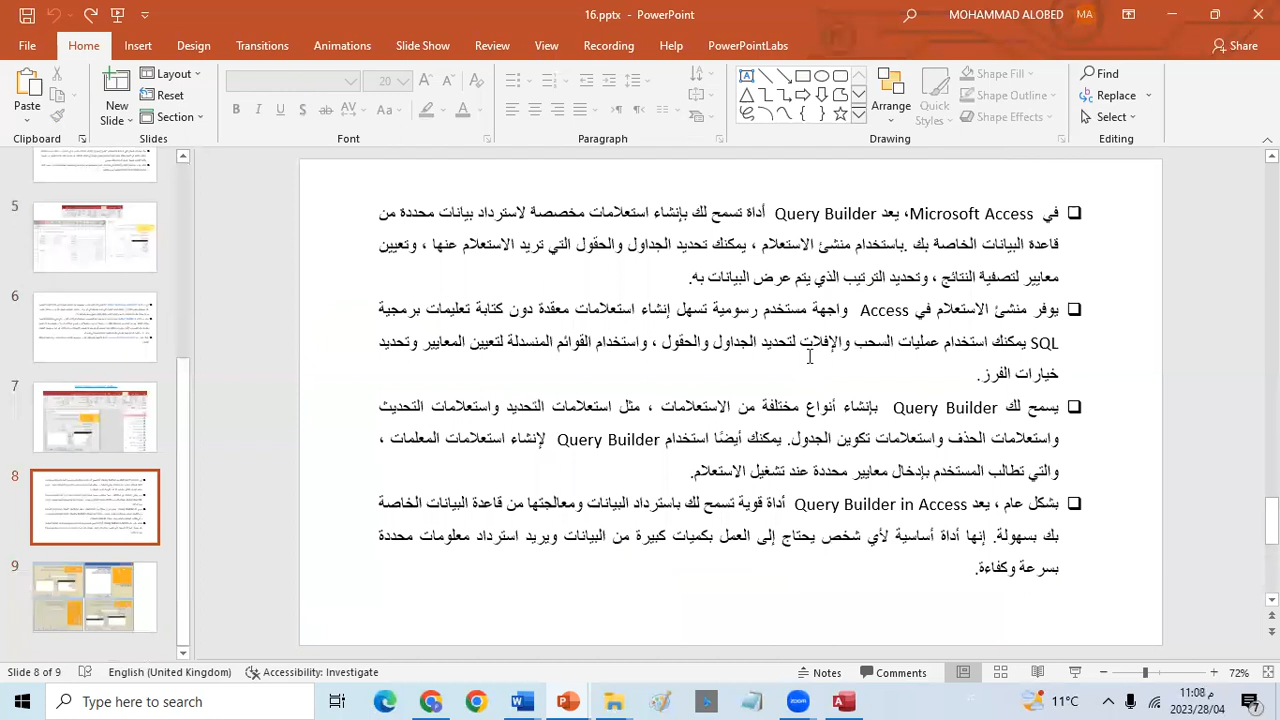 16.pptx - PowerPoint
MOHAMMAD ALOBED MA
File Home Insert Design Transitions Animations Slide Show Review View Recording Help PowerPointLabs Share
Paste
Clipboard
New Slide
Layout
Reset
Section
Slides
20
B I U S ab AV Aa A
Font
Paragraph
Arrange
Quick Styles
Shape Fill
Shape Outline
Shape Effects
Drawing
Find
Replace
Select
Editing
5
6
7
8
9
في Microsoft Access، يعد Query Builder أداة تسمح لك بإنشاء استعلامات مخصصة لاسترداد بيانات محددة من
قاعدة البيانات الخاصة بك .باستخدام منشئ الاستعلام ، يمكنك تحديد الجداول والحقول التي تريد الاستعلام عنها ، وتعيين
معايير لتصفية النتائج ، وتحديد الترتيب الذي يتم عرض البيانات به.
يوفر منشئ الاستعلام في Access واجهة مستخدم رسومية تسهل إنشاء استعلامات معقدة دون كتابة تعليمات برمجية
SQL يمكنك استخدام عمليات السحب والإفلات لتحديد الجداول والحقول ، واستخدام القوائم المنسدلة لتعيين المعايير وتحديد
خيارات الفرز.
يسمح لك Query Builder بإنشاء أنواع مختلفة من الاستعلامات ، مثل استعلامات التحديد واستعلامات التحديث
واستعلامات الحذف واستعلامات تكوين الجدول. يمكنك أيضًا استخدام Query Builder لإنشاء استعلامات المعلمات ،
والتي تطالب المستخدم بإدخال معايير محددة عند تشغيل الاستعلام.
بشكل عام ، يعد Query Builder in Access أداة قوية تسمح لك باسترداد البيانات ومعالجتها من قاعدة البيانات الخاصة
بك بسهولة. إنها أداة أساسية لأي شخص يحتاج إلى العمل بكميات كبيرة من البيانات ويريد استرداد معلومات محددة
بسرعة وكفاءة.
Slide 8 of 9 English (United Kingdom) Accessibility: Investigate Notes Comments 72%
Type here to search
11°C
11:08 م
2023/28/04
7